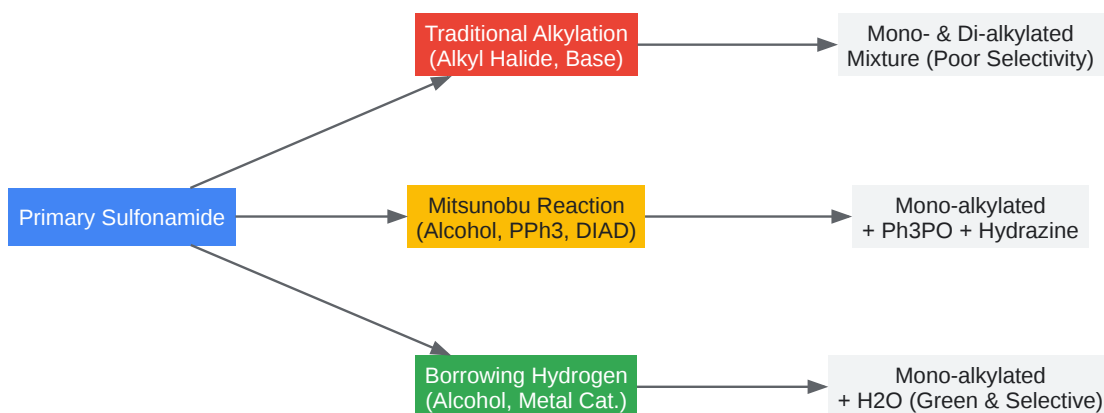 Traditional Alkylation
(Alkyl Halide, Base)
Mono- & Di-alkylated
Mixture (Poor Selectivity)
Primary Sulfonamide
Mitsunobu Reaction
(Alcohol, PPh3, DIAD)
Mono-alkylated
+ Ph3PO + Hydrazine
Borrowing Hydrogen
(Alcohol, Metal Cat.)
Mono-alkylated
+ H2O (Green & Selective)